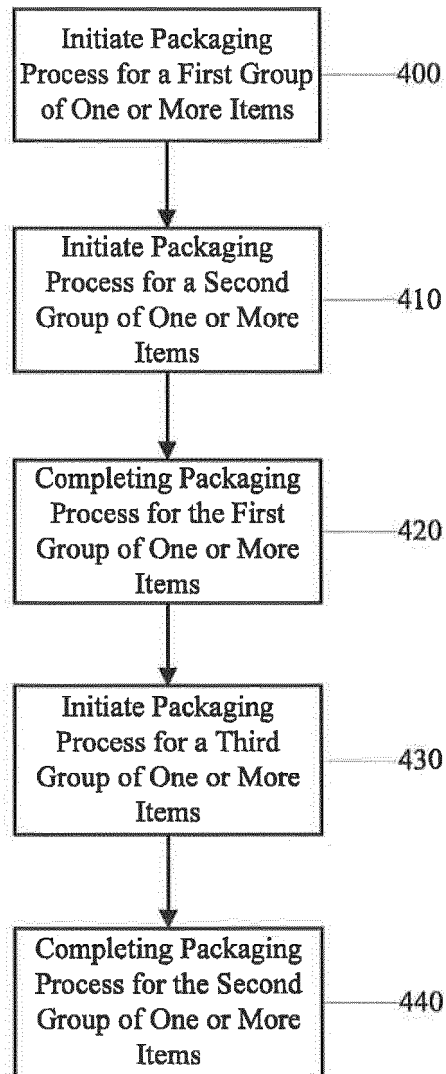 Initiate Packaging
Process for a First Group
of One or More Items
400
Initiate Packaging
Process for a Second
Group of One or More
Items
410
Completing Packaging
Process for the First
Group of One or More
Items
420
Initiate Packaging
Process for a Third
Group of One or More
Items
430
Completing Packaging
Process for the Second
Group of One or More
Items
440